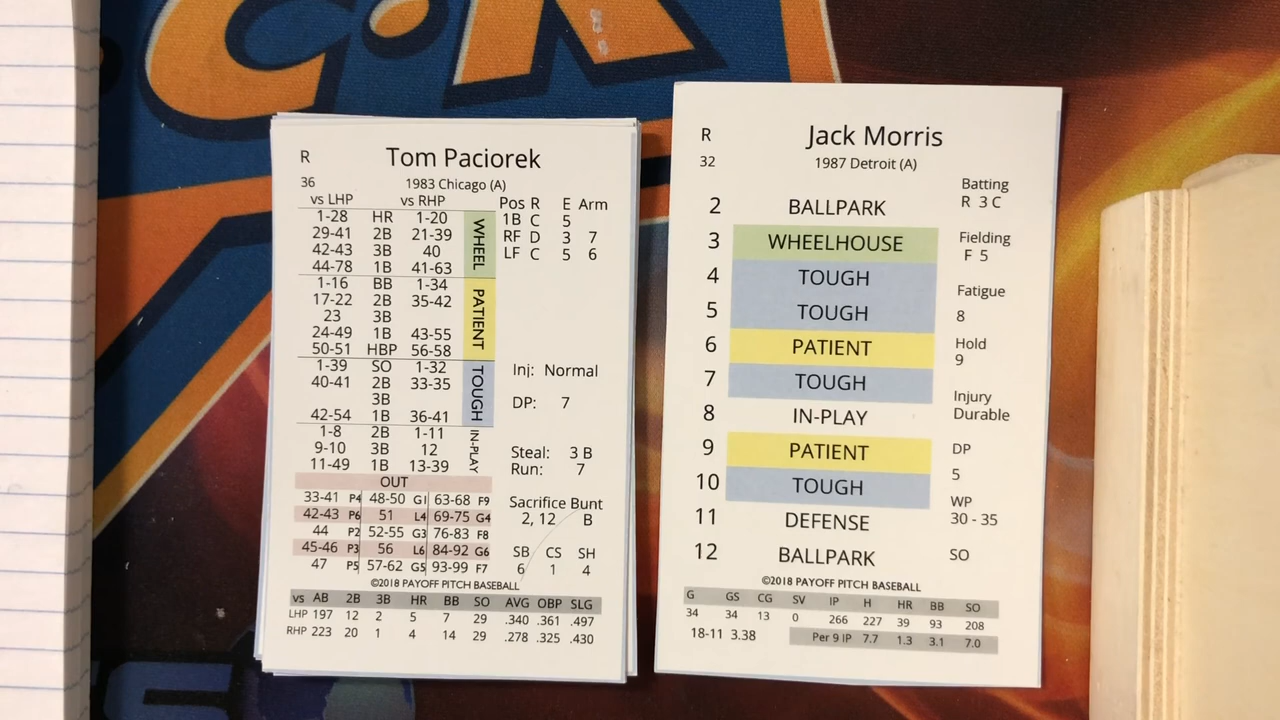 R Tom Paciorek
36 1983 Chicago (A)
vs LHP vs RHP Pos R E Arm
1-28 HR 1-20 1B C 5
29-41 2B 21-39 RF D 3 7
42-43 3B 40 LF C 5 6
44-78 1B 41-63
WHEEL
1-16 BB 1-34
17-22 2B 35-42
23 3B
24-49 1B 43-55
50-51 HBP 56-58
PATIENT
1-39 SO 1-32 Inj: Normal
40-41 2B 33-35
3B DP: 7
42-54 1B 36-41
TOUGH
1-8 2B 1-11
9-10 3B 12 Steal: 3 B
11-49 1B 13-39 Run: 7
IN-PLAY
OUT
33-41 P4 48-50 G1 63-68 F9 Sacrifice Bunt
42-43 P6 51 L4 69-75 G4 2, 12 B
44 P2 52-55 G3 76-83 F8
45-46 P3 56 L6 84-92 G6 SB CS SH
47 P5 57-62 G5 93-99 F7 6 1 4
©2018 PAYOFF PITCH BASEBALL
vs AB 2B 3B HR BB SO AVG OBP SLG
LHP 197 12 2 5 7 29 .340 .361 .497
RHP 223 20 1 4 14 29 .278 .325 .430
R Jack Morris
32 1987 Detroit (A)
Batting
R 3 C
2 BALLPARK
3 WHEELHOUSE
Fielding
F 5
4 TOUGH
Fatigue
8
5 TOUGH
6 PATIENT
Hold
9
7 TOUGH
Injury
Durable
8 IN-PLAY
9 PATIENT
DP
5
10 TOUGH
WP
30 - 35
11 DEFENSE
12 BALLPARK
SO
©2018 PAYOFF PITCH BASEBALL
G GS CG SV IP H HR BB SO
34 34 13 0 266 227 39 93 208
18-11 3.38 Per 9 IP 7.7 1.3 3.1 7.0